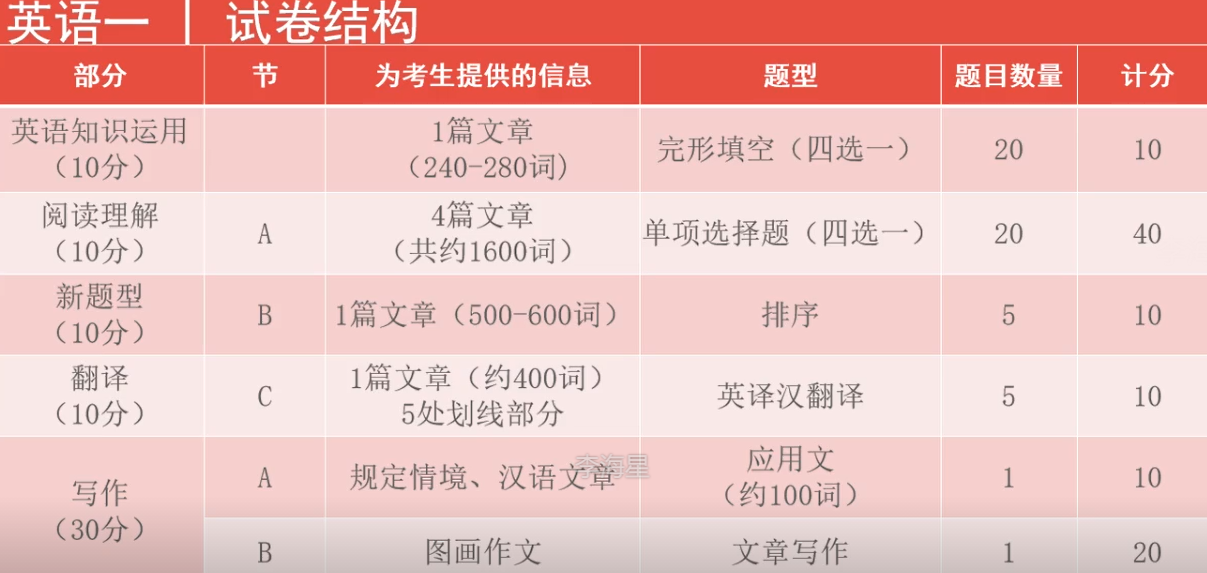 英语一 | 试卷结构
部分 节 为考生提供的信息 题型 题目数量 计分
英语知识运用
（10分）
1篇文章
（240-280词)
完形填空（四选一） 20 10
阅读理解
（10分）
A
4篇文章
（共约1600词）
单项选择题（四选一） 20 40
新题型
（10分）
B 1篇文章（500-600词） 排序 5 10
翻译
（10分）
C
1篇文章（约400词）
5处划线部分
英译汉翻译 5 10
写作
（30分）
A 规定情境、汉语文章
应用文
（约100词）
1 10
B 图画作文 文章写作 1 20
李海星